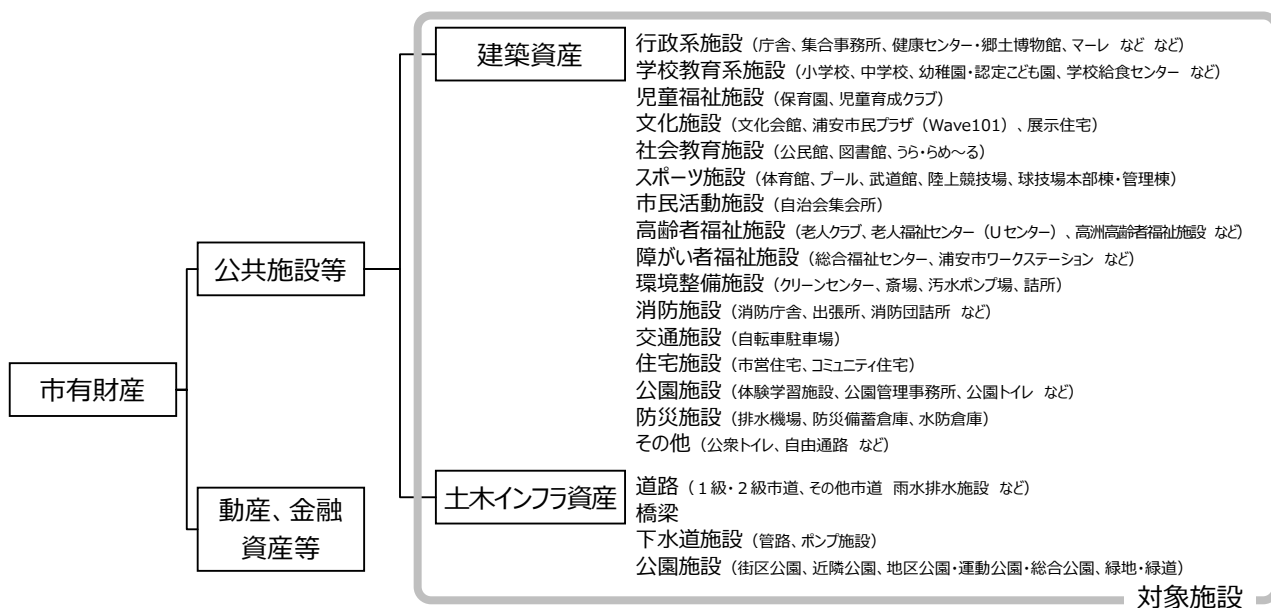 建築資産
行政系施設（庁舎、集合事務所、健康センター・郷土博物館、マーレ など など）
学校教育系施設（小学校、中学校、幼稚園・認定こども園、学校給食センター など）
児童福祉施設（保育園、児童育成クラブ）
文化施設（文化会館、浦安市民プラザ（Wave101）、展示住宅）
社会教育施設（公民館、図書館、うら・らめ～る）
スポーツ施設（体育館、プール、武道館、陸上競技場、球技場本部棟・管理棟）
市民活動施設（自治会集会所）
高齢者福祉施設（老人クラブ、老人福祉センター（Uセンター）、高洲高齢者福祉施設 など）
障がい者福祉施設（総合福祉センター、浦安市ワークステーション など）
環境整備施設（クリーンセンター、斎場、汚水ポンプ場、詰所）
消防施設（消防庁舎、出張所、消防団詰所 など）
交通施設（自転車駐車場）
住宅施設（市営住宅、コミュニティ住宅）
公園施設（体験学習施設、公園管理事務所、公園トイレ など）
防災施設（排水機場、防災備蓄倉庫、水防倉庫）
その他（公衆トイレ、自由通路 など）
公共施設等
市有財産
動産、金融
資産等
土木インフラ資産
道路（１級・２級市道、その他市道 雨水排水施設 など）
橋梁
下水道施設（管路、ポンプ施設）
公園施設（街区公園、近隣公園、地区公園・運動公園・総合公園、緑地・緑道）
対象施設